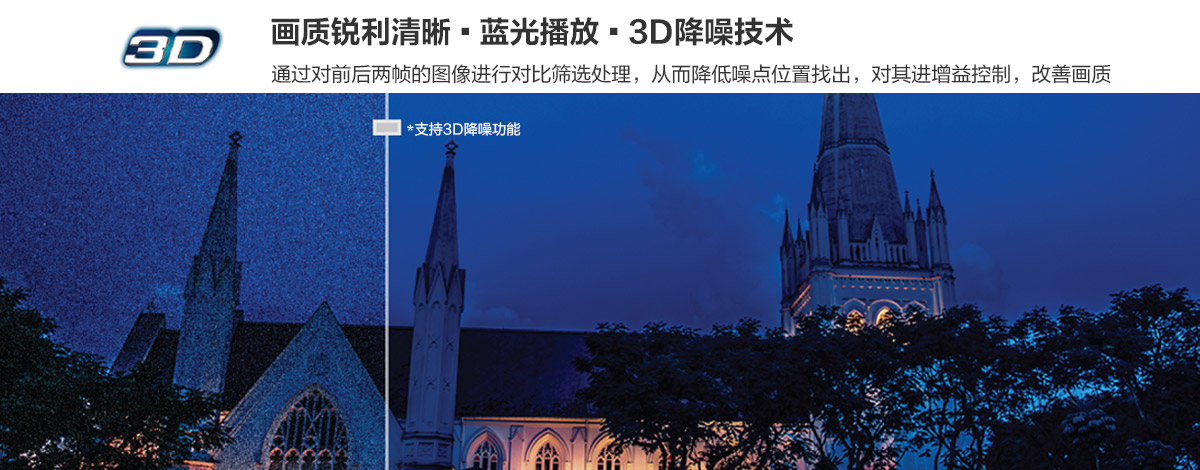 3D
画质锐利清晰▪蓝光播放▪3D降噪技术
通过对前后两帧的图像进行对比筛选处理，从而降低噪点位置找出，对其进增益控制，改善画质
*支持3D降噪功能